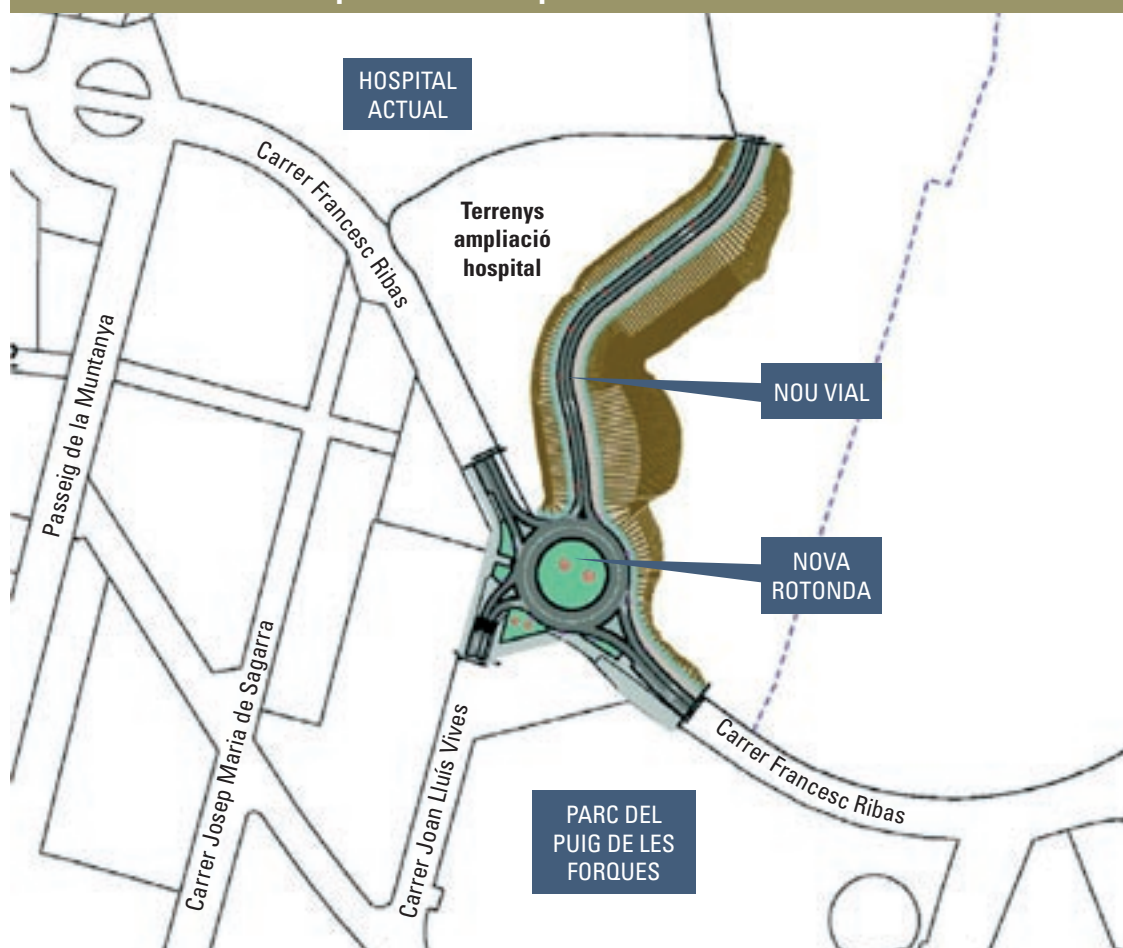 HOSPITAL
ACTUAL
Carrer Francesc Ribas
Terrenys
ampliació
hospital
Passeig de la Muntanya
NOU VIAL
NOVA
ROTONDA
Carrer Josep Maria de Sagarra
Carrer Joan Lluís Vives
Carrer Francesc Ribas
PARC DEL
PUIG DE LES
FORQUES